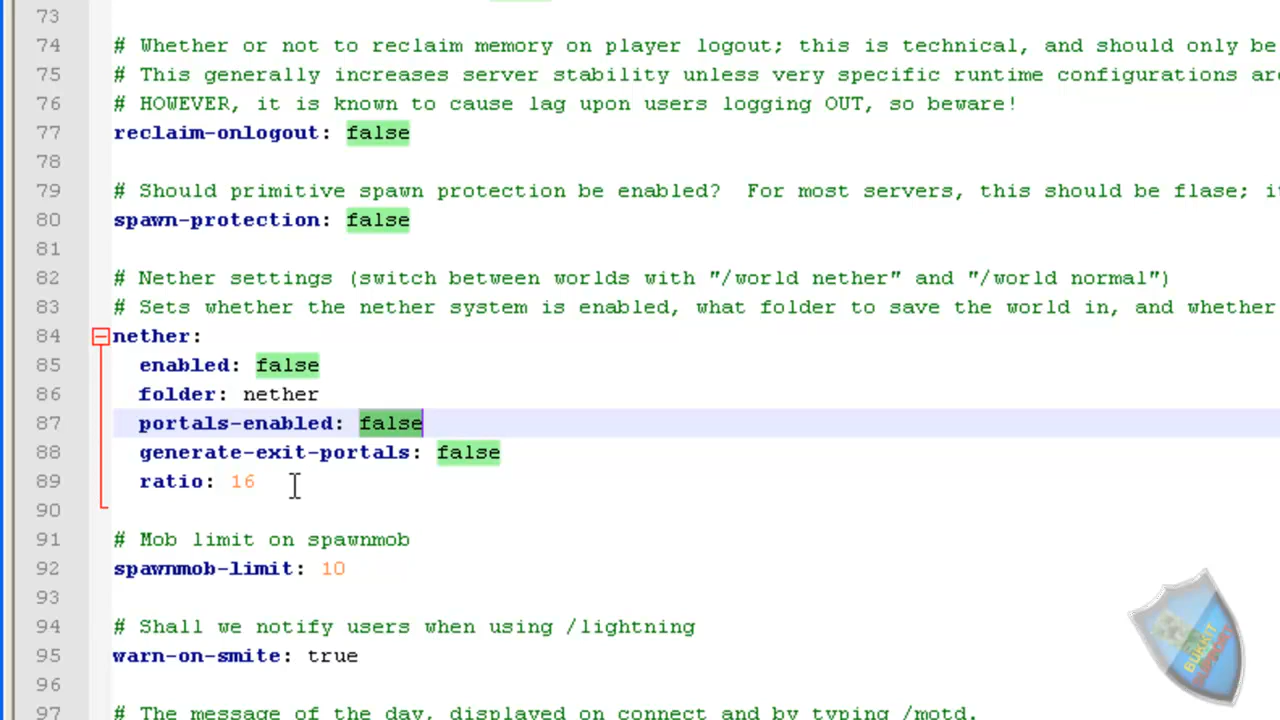 73
74 # Whether or not to reclaim memory on player logout; this is technical, and should only be
75 # This generally increases server stability unless very specific runtime configurations
76 # HOWEVER, it is known to cause lag upon users logging OUT, so beware!
77 reclaim-onlogout: false
78
79 # Should primitive spawn protection be enabled?  For most servers, this should be flase;
80 spawn-protection: false
81
82 # Nether settings (switch between worlds with "/world nether" and "/world normal")
83 # Sets whether the nether system is enabled, what folder to save the world in, and whether
84 nether:
85 enabled: false
86 folder: nether
87 portals-enabled: false
88 generate-exit-portals: false
89 ratio: 16
90
91 # Mob limit on spawnmob
92 spawnmob-limit: 10
93
94 # Shall we notify users when using /lightning
95 warn-on-smite: true
96
97 # The message of the day, displayed on connect and by typing /motd.
BUKKIT